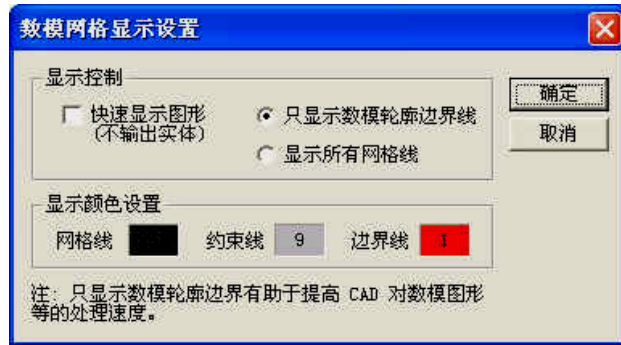 数模网格显示设置
显示控制
快速显示图形
(不输出实体)
只显示数模轮廓边界线
显示所有网格线
确定
取消
显示颜色设置
网格线
约束线 9
边界线 1
注: 只显示数模轮廓边界有助于提高 CAD 对数模图形
等的处理速度。